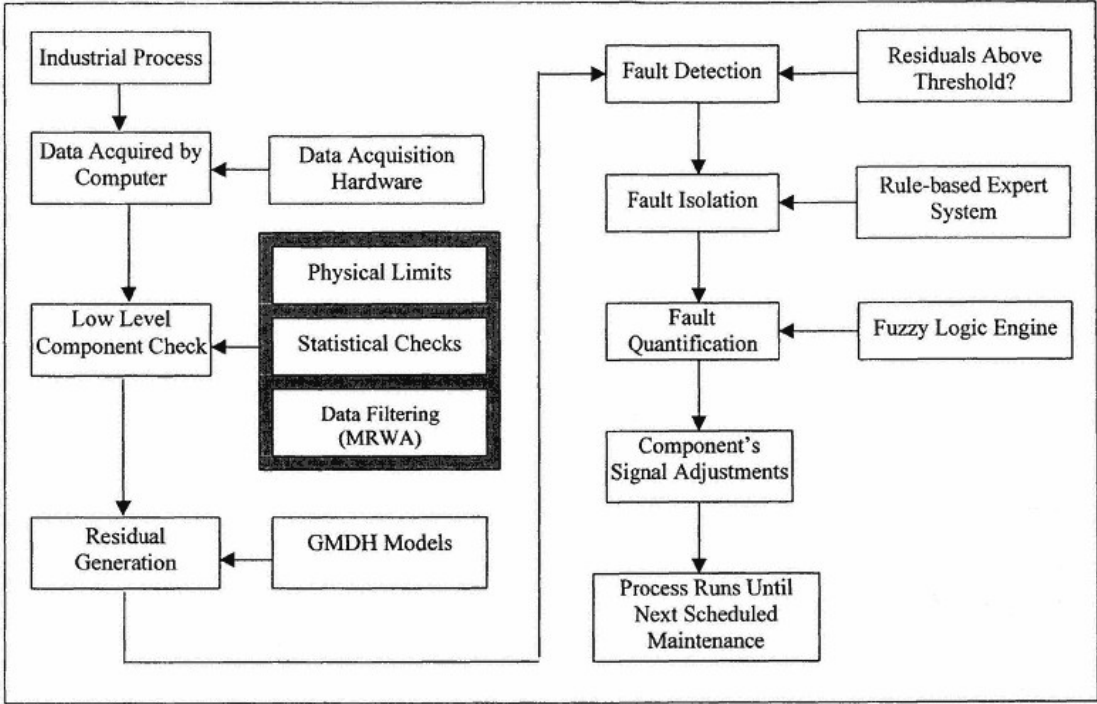 Industrial Process
Data Acquired by
Computer
Data Acquisition
Hardware
Physical Limits
Low Level
Component Check
Statistical Checks
Data Filtering
(MRWA)
Residual
Generation
GMDH Models
Fault Detection
Residuals Above
Threshold?
Fault Isolation
Rule-based Expert
System
Fault
Quantification
Fuzzy Logic Engine
Component's
Signal Adjustments
Process Runs Until
Next Scheduled
Maintenance